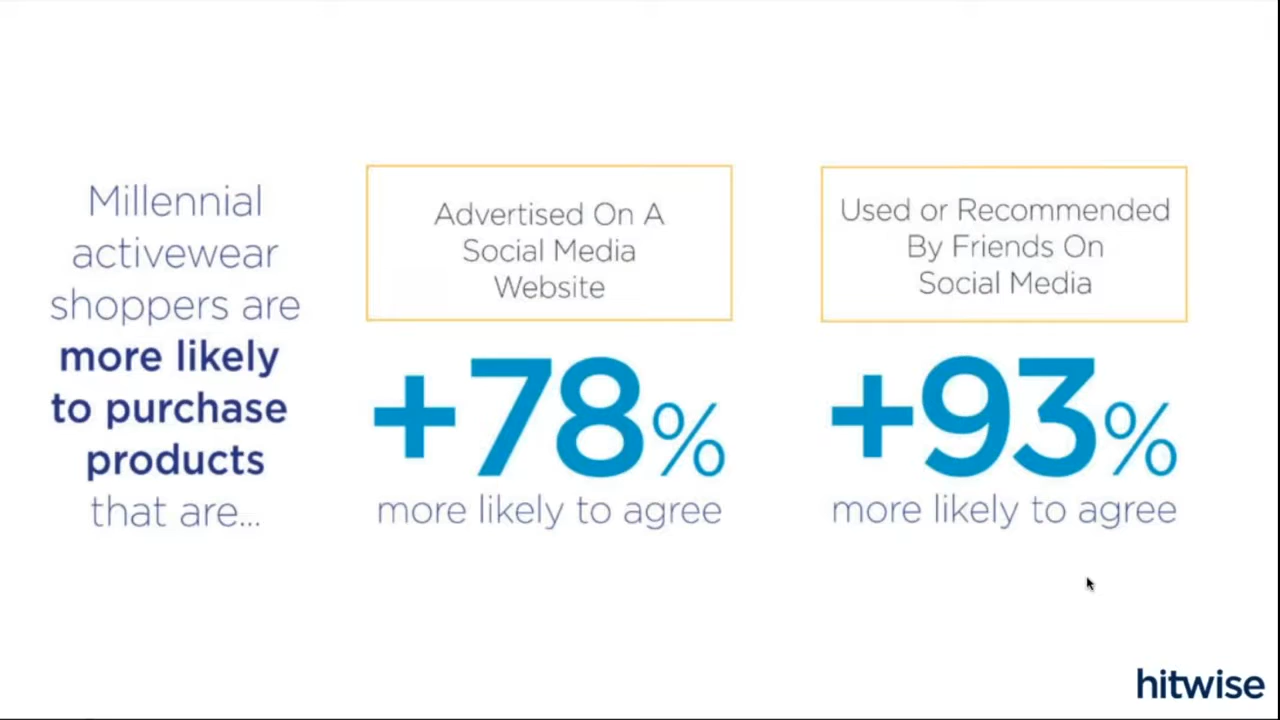 Millennial
activewear
shoppers are
more likely
to purchase
products
that are...
Advertised On A
Social Media
Website
+78%
more likely to agree
Used or Recommended
By Friends On
Social Media
+93%
more likely to agree
hitwise